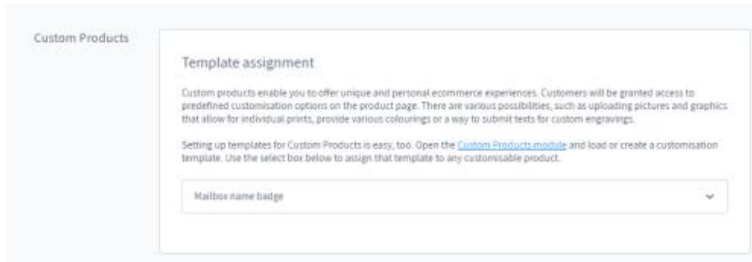 Custom Products
Template assignment
Custom products enable you to offer unique and personal ecommerce experiences. Customers will be granted access to
predefined customisation options on the product page. There are various possibilities, such as uploading pictures and graphics
that allow for individual prints, provide various colourings or a way to submit texts for custom engravings.
Setting up templates for Custom Products is easy, too. Open the Custom Products module and load or create a customisation
template. Use the select box below to assign that template to any customisable product.
Mailbox name badge